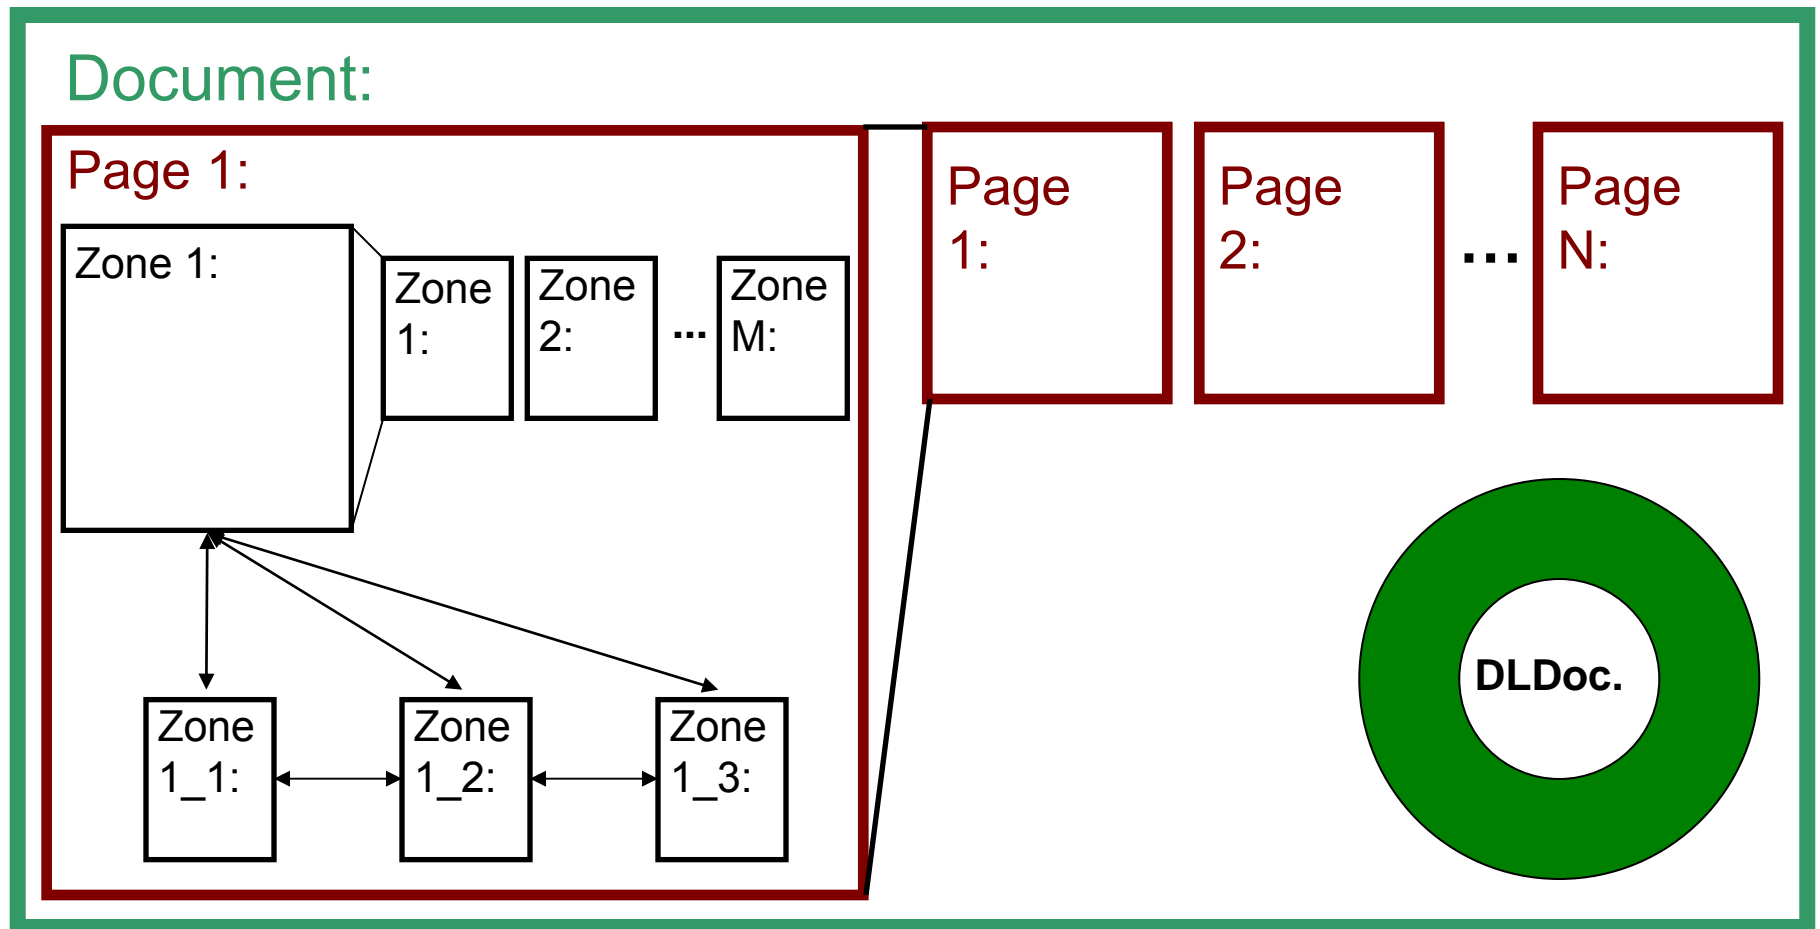 Document:
Page 1:
Zone 1:
Zone
1:
Zone
2:
...
Zone
M:
Zone
1_1:
Zone
1_2:
Zone
1_3:
Page
1:
Page
2:
...
Page
N:
DLDoc.